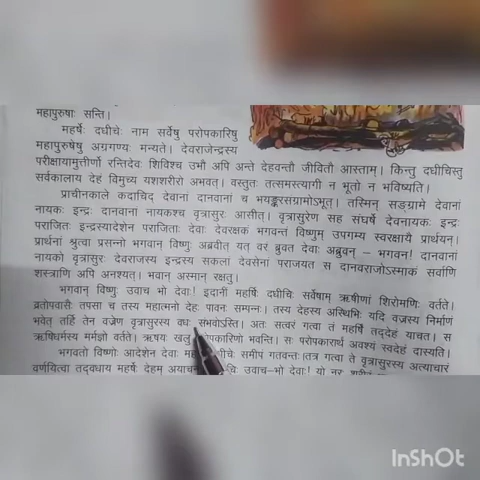 महापुरुषाः सन्ति।
महर्षेः दधीचेः नाम सर्वेषु परोपकारिषु
महापुरुषेषु अग्रगण्यं मन्यते। देवराजेन्द्रस्य
परीक्षायामुत्तीर्णो रन्तिदेवः शिविश्च उभौ अपि अन्ते देहवन्तौ जीवितौ आस्ताम्। किन्तु दधीचिस्तु
सर्वकालाय देहं विमुच्य यशशरीरो अभवत्। वस्तुतः तत्समस्त्यागी न भूतो न भविष्यति।
प्राचीनकाले कदाचिद् देवानां दानवानां च भयङ्करसंग्रामोऽभूत्। तस्मिन् सङ्ग्रामे देवानां
नायकः इन्द्रः दानवानां नायकश्च वृत्रासुरः आसीत्। वृत्रासुरेण सह संघर्षे देवनायकः इन्द्रः
पराजितः इन्द्रस्यादेशेन पराजिताः देवाः देवरक्षकं भगवन्तं विष्णुम् उपगम्य स्वरक्षायै प्रार्थयन्।
प्रार्थनां श्रुत्वा प्रसन्नो भगवान् विष्णुः अब्रवीत् यत् वरं ब्रुवत देवाः अब्रुवन् – भगवन! दानवानां
नायको वृत्रासुरः देवराजस्य इन्द्रस्य सकलां देवसेनां पराजयत स दानवराजोऽस्माकं सर्वाणि
शस्त्राणि अपि अनश्यत्। भवान् अस्मान् रक्षतु।
भगवान् विष्णुः उवाच भो देवाः! इदानीं महर्षिः दधीचिः सर्वेषाम् ऋषीणां शिरोमणिः वर्तते।
व्रतोपवासैः तपसा च तस्य महात्मनो देहः पावनः सम्पन्नः। तस्य देहस्य अस्थिभिः यदि वज्रस्य निर्माणं
भवेत् तर्हि तेन वज्रेण वृत्रासुरस्य वधः संभवोऽस्ति। अतः सत्वरं गत्वा तं महर्षिं तद्देहं याचत। स
ऋषिधर्मस्य मर्मज्ञो वर्तते। ऋषयः खलु परोपकारिणो भवन्ति। सः परोपकारार्थं अवश्यं स्वदेहं दास्यति।
भगवतो विष्णोः आदेशेन देवाः दधीचेः समीपं गतवन्तः।तत्र गत्वा ते वृत्रासुरस्य अत्याचारं
वर्णयित्वा तद्वधाय महर्षेः देहम् अयाचन् उवाच–भो देवाः! यो नरः